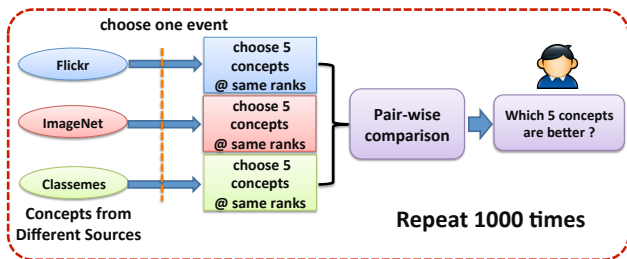 choose one event
Flickr
choose 5
concepts
@ same ranks
ImageNet
choose 5
concepts
@ same ranks
Classemes
choose 5
concepts
@ same ranks
Concepts from
Different Sources
Pair-wise
comparison
Which 5 concepts
are better ?
Repeat 1000 times